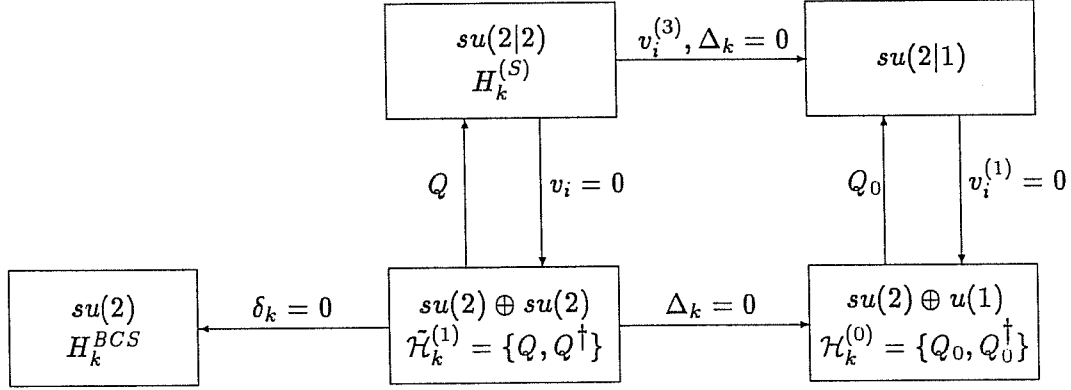 su(2|2)
H_k^{(S)}
v_i^{(3)}, Δ_k = 0
su(2|1)
Q
v_i = 0
Q_0
v_i^{(1)} = 0
su(2)
H_k^{BCS}
δ_k = 0
su(2) ⊕ su(2)
\tilde{ℋ}_k^{(1)} = {Q, Q^†}
Δ_k = 0
su(2) ⊕ u(1)
ℋ_k^{(0)} = {Q_0, Q_0^†}